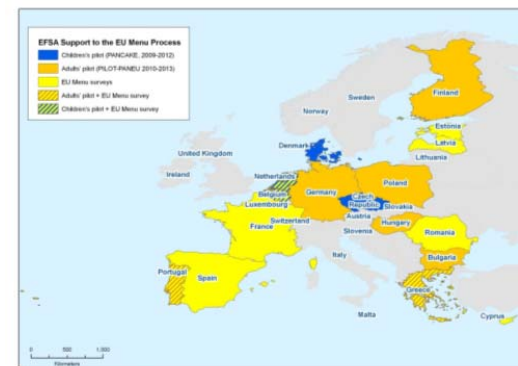 EFSA Support to the EU Menu Process
Children's pilot (PANCAKE, 2009-2012)
Adults' pilot (PILOT-PANEU 2010-2013)
EU Menu surveys
Adults' pilot + EU Menu survey
Children's pilot + EU Menu survey
Finland
Norway
Sweden
Estonia
Latvia
Denmark
Lithuania
United Kingdom
Ireland
Netherlands
Poland
Belgium
Germany
Luxembourg
Czech
Republic
Slovakia
France
Switzerland
Austria
Hungary
Slovenia
Romania
Italy
Bulgaria
Portugal
Spain
Greece
Malta
Cyprus
0 500 1.000
Kilometers